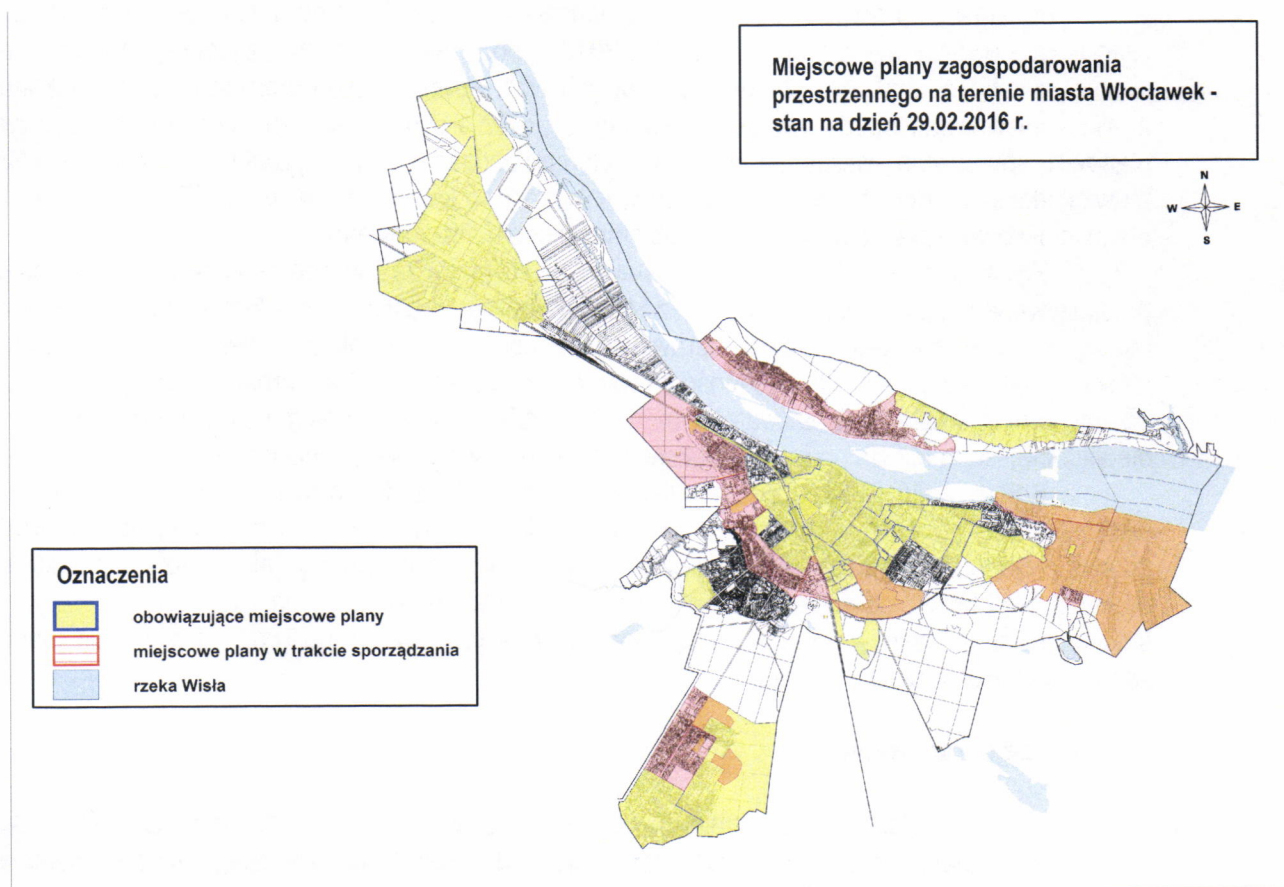 Miejscowe plany zagospodarowania
przestrzennego na terenie miasta Włocławek -
stan na dzień 29.02.2016 r.
N
W E
S
Oznaczenia
obowiązujące miejscowe plany
miejscowe plany w trakcie sporządzania
rzeka Wisła